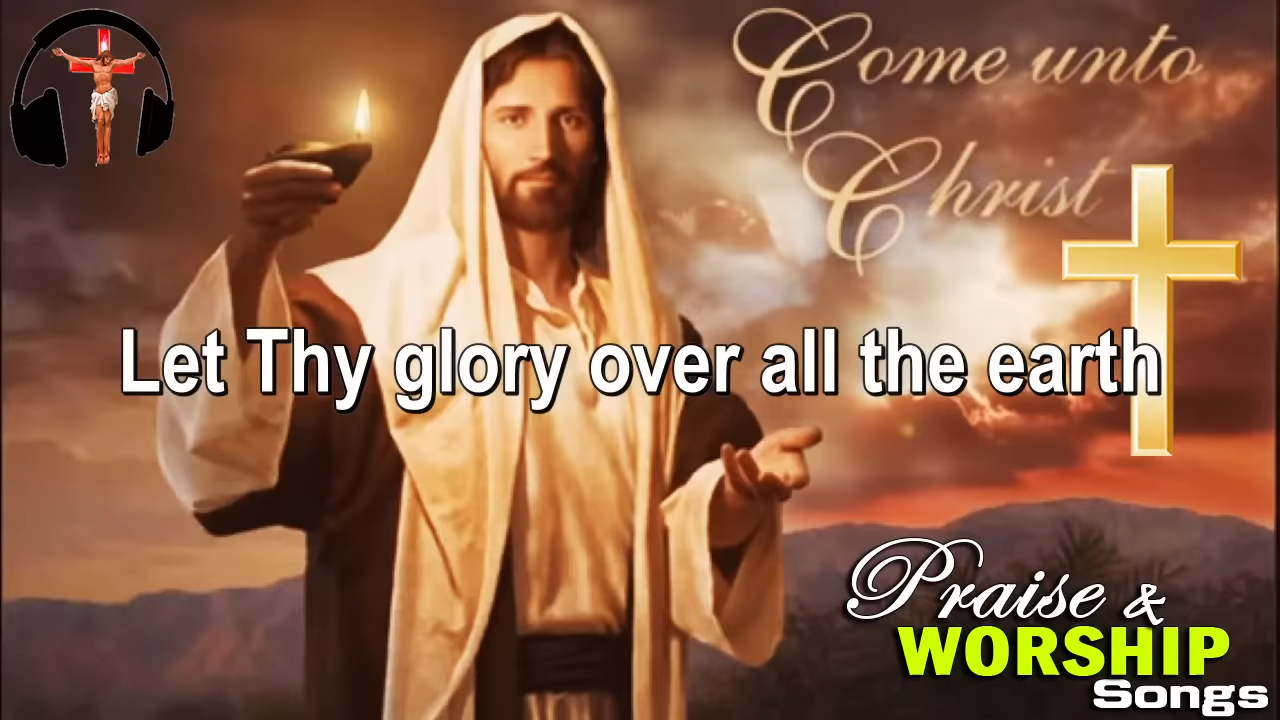 Come unto
Christ
Let Thy glory over all the earth
Praise &
WORSHIP
Songs